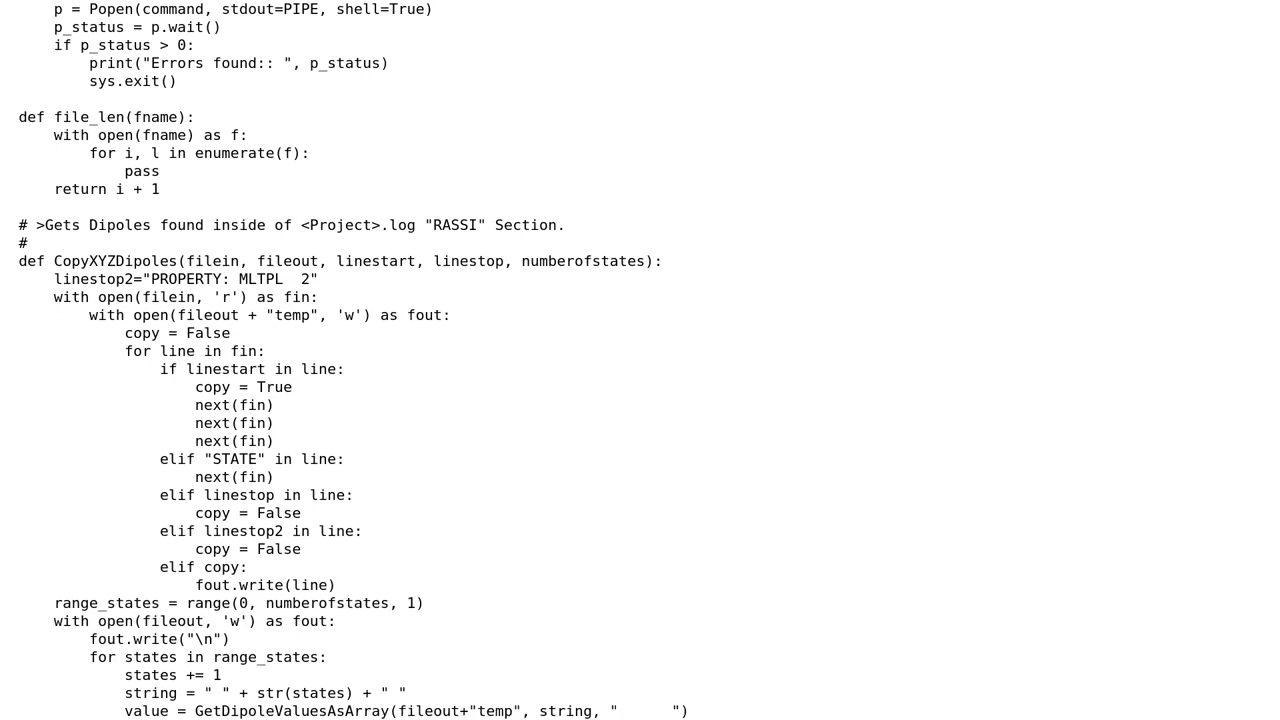 p = Popen(command, stdout=PIPE, shell=True)
    p_status = p.wait()
    if p_status > 0:
        print("Errors found:: ", p_status)
        sys.exit()

def file_len(fname):
    with open(fname) as f:
        for i, l in enumerate(f):
            pass
    return i + 1

# >Gets Dipoles found inside of <Project>.log "RASSI" Section.
#
def CopyXYZDipoles(filein, fileout, linestart, linestop, numberofstates):
    linestop2="PROPERTY: MLTPL  2"
    with open(filein, 'r') as fin:
        with open(fileout + "temp", 'w') as fout:
            copy = False
            for line in fin:
                if linestart in line:
                    copy = True
                    next(fin)
                    next(fin)
                    next(fin)
                elif "STATE" in line:
                    next(fin)
                elif linestop in line:
                    copy = False
                elif linestop2 in line:
                    copy = False
                elif copy:
                    fout.write(line)
    range_states = range(0, numberofstates, 1)
    with open(fileout, 'w') as fout:
        fout.write("\n")
        for states in range_states:
            states += 1
            string = " " + str(states) + " "
            value = GetDipoleValuesAsArray(fileout+"temp", string, "      ")